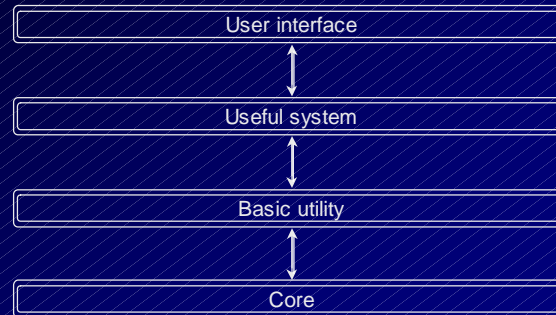 User interface
Useful system
Basic utility
Core